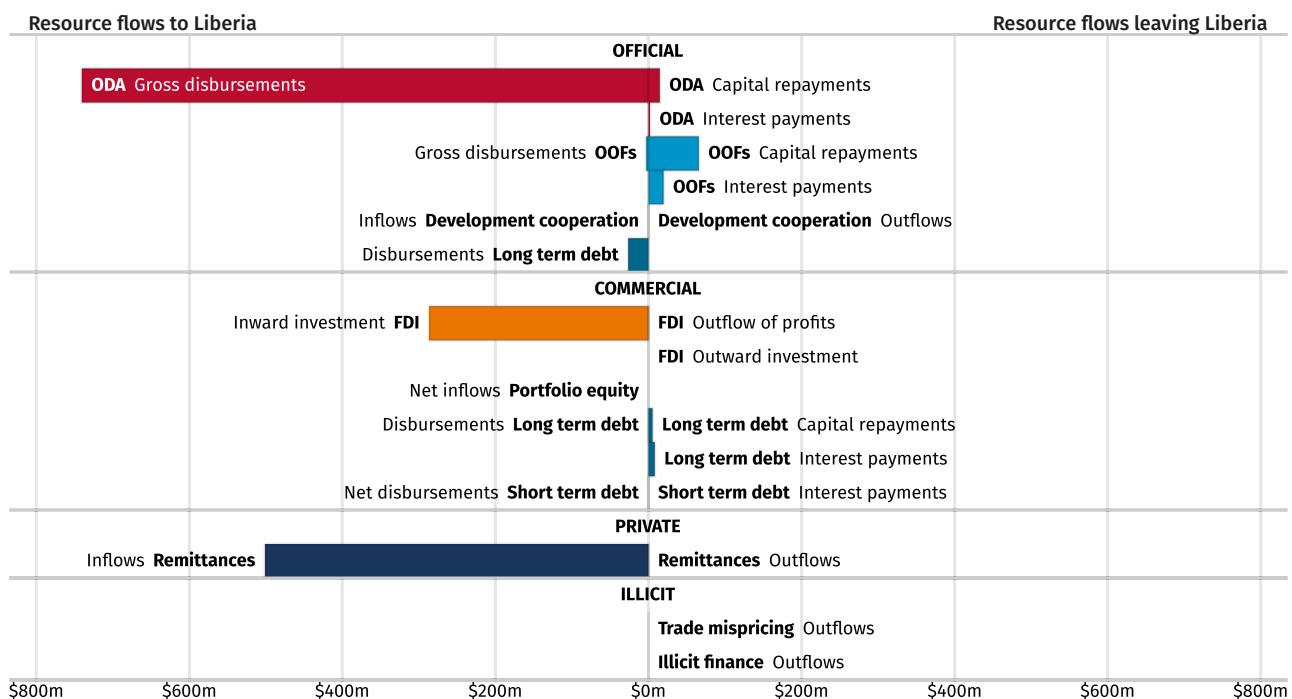 Resource flows to Liberia Resource flows leaving Liberia
OFFICIAL
ODA Gross disbursements ODA Capital repayments
ODA Interest payments
Gross disbursements OOFs OOFs Capital repayments
OOFs Interest payments
Inflows Development cooperation Development cooperation Outflows
Disbursements Long term debt
COMMERCIAL
Inward investment FDI FDI Outflow of profits
FDI Outward investment
Net inflows Portfolio equity
Disbursements Long term debt Long term debt Capital repayments
Long term debt Interest payments
Net disbursements Short term debt Short term debt Interest payments
PRIVATE
Inflows Remittances Remittances Outflows
ILLICIT
Trade mispricing Outflows
Illicit finance Outflows
$800m $600m $400m $200m $0m $200m $400m $600m $800m